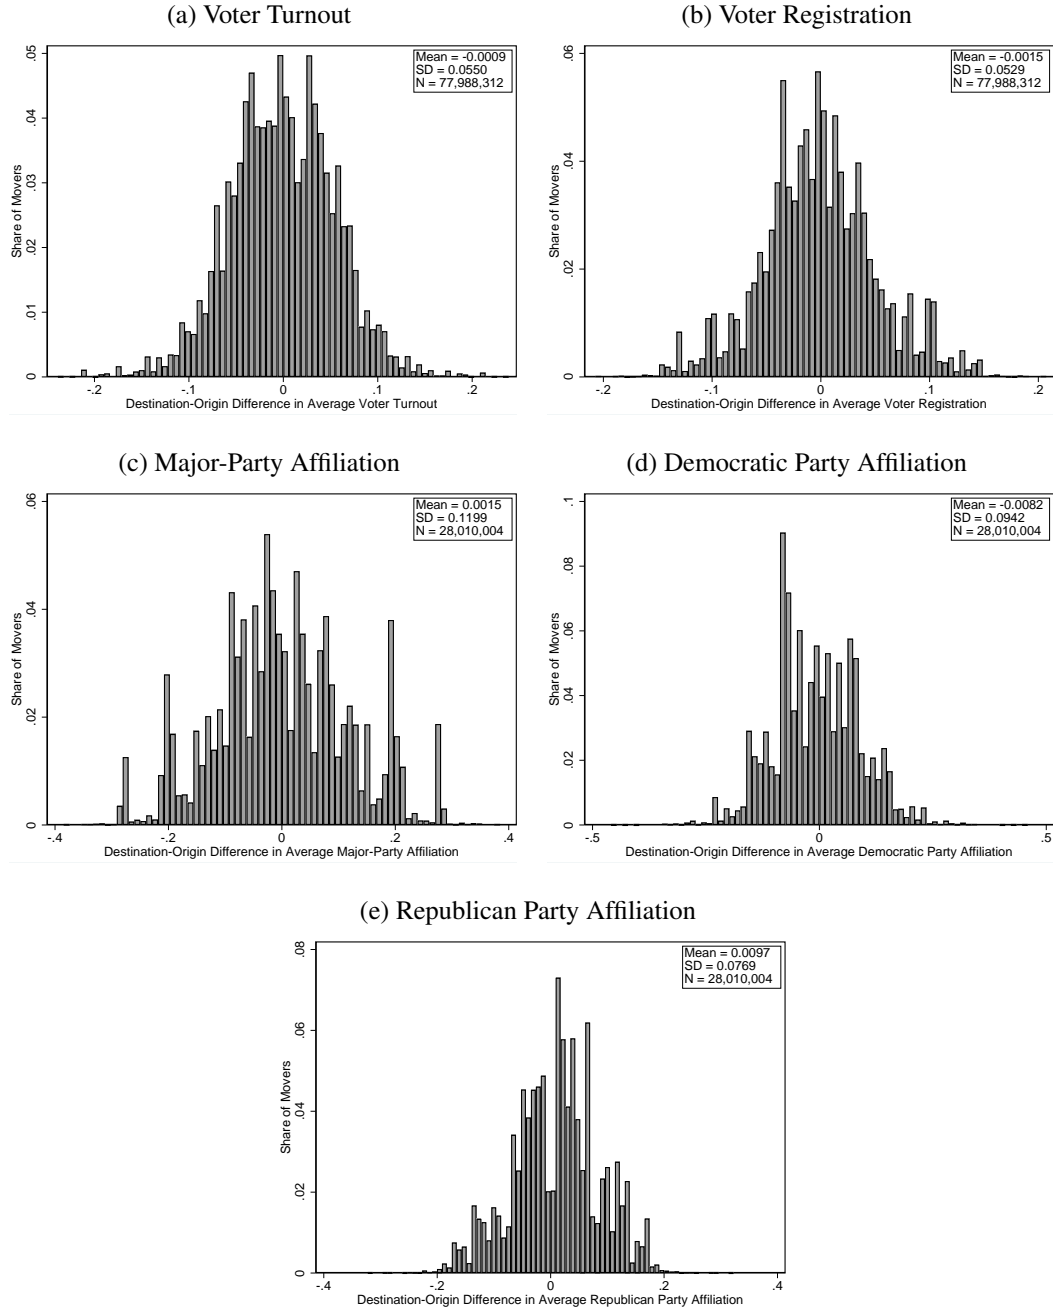 (a) Voter Turnout
Mean = -0.0009
SD = 0.0550
N = 77,988,312
Share of Movers
0
.01
.02
.03
.04
.05
-.2
-.1
0
.1
.2
Destination-Origin Difference in Average Voter Turnout
(b) Voter Registration
Mean = -0.0015
SD = 0.0529
N = 77,988,312
Share of Movers
0
.02
.04
.06
-.2
-.1
0
.1
.2
Destination-Origin Difference in Average Voter Registration
(c) Major-Party Affiliation
Mean = 0.0015
SD = 0.1199
N = 28,010,004
Share of Movers
0
.02
.04
.06
-.4
-.2
0
.2
.4
Destination-Origin Difference in Average Major-Party Affiliation
(d) Democratic Party Affiliation
Mean = -0.0082
SD = 0.0942
N = 28,010,004
Share of Movers
0
.02
.04
.06
.08
.1
-.5
0
.5
Destination-Origin Difference in Average Democratic Party Affiliation
(e) Republican Party Affiliation
Mean = 0.0097
SD = 0.0769
N = 28,010,004
Share of Movers
0
.02
.04
.06
.08
-.4
-.2
0
.2
.4
Destination-Origin Difference in Average Republican Party Affiliation